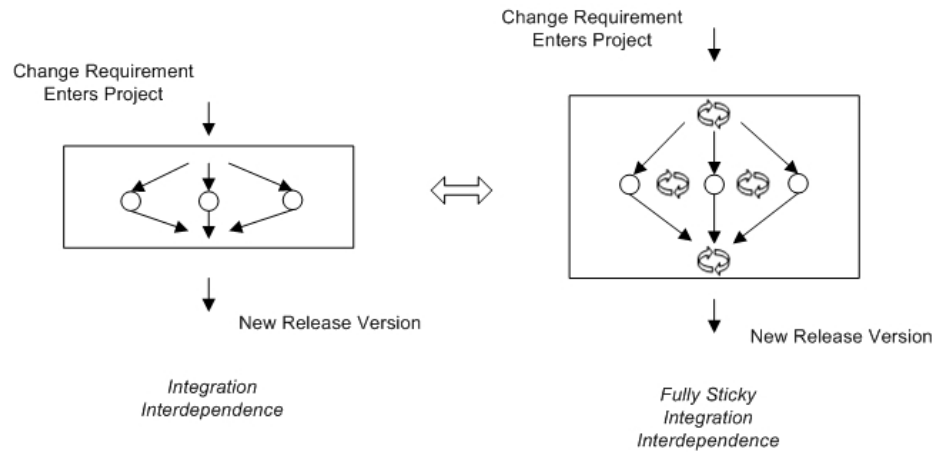 Change Requirement
Enters Project
New Release Version
Integration
Interdependence
Change Requirement
Enters Project
New Release Version
Fully Sticky
Integration
Interdependence